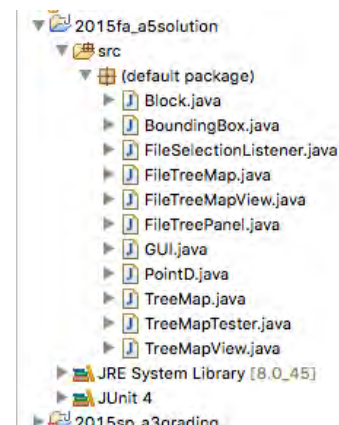 2015fa_a5solution
src
(default package)
Block.java
BoundingBox.java
FileSelectionListener.java
FileTreeMap.java
FileTreeMapView.java
FileTreePanel.java
GUI.java
PointD.java
TreeMap.java
TreeMapTester.java
TreeMapView.java
JRE System Library [8.0_45]
JUnit 4
2015sp_a3grading